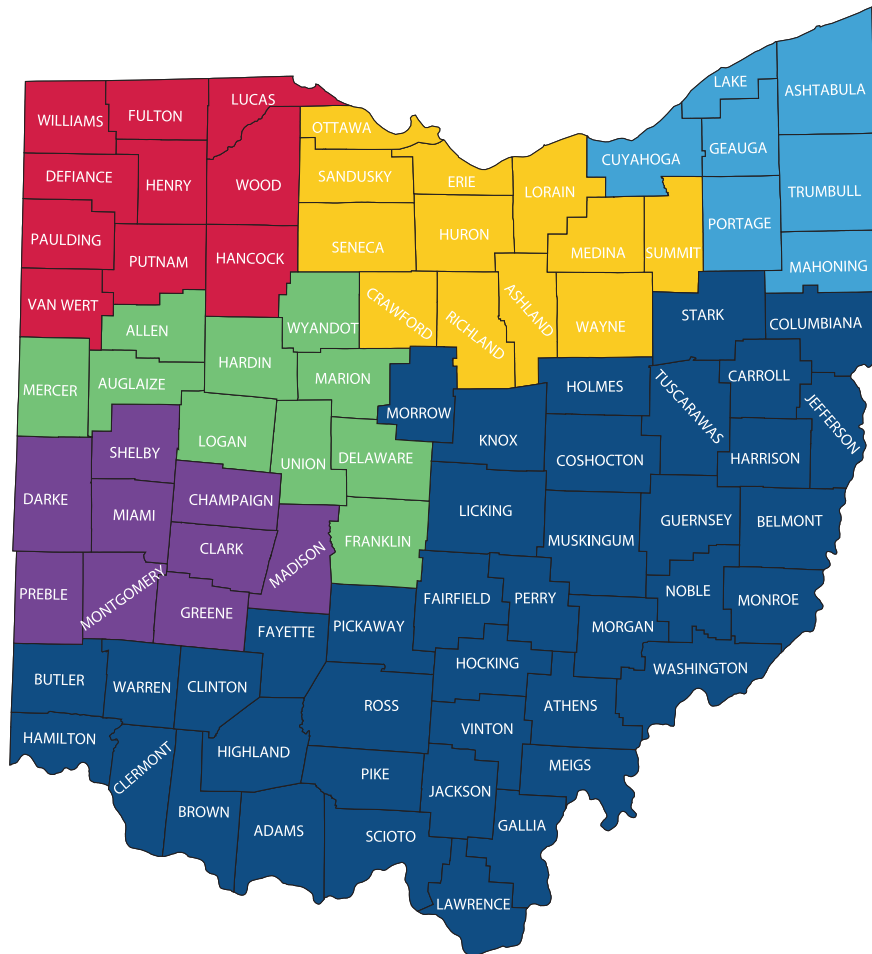 LAKE
ASHTABULA
LUCAS
FULTON
WILLIAMS
OTTAWA
CUYAHOGA
GEAUGA
DEFIANCE
HENRY
WOOD
SANDUSKY
ERIE
LORAIN
TRUMBULL
PORTAGE
PAULDING
HURON
SENECA
MEDINA
SUMMIT
PUTNAM
HANCOCK
MAHONING
VAN WERT
CRAWFORD
RICHLAND
ASHLAND
WAYNE
STARK
COLUMBIANA
ALLEN
WYANDOT
HARDIN
MARION
MERCER
AUGLAIZE
HOLMES
TUSCARAWAS
CARROLL
JEFFERSON
MORROW
KNOX
LOGAN
SHELBY
UNION
DELAWARE
COSHOCTON
HARRISON
DARKE
MIAMI
CHAMPAIGN
LICKING
GUERNSEY
BELMONT
CLARK
MADISON
FRANKLIN
MUSKINGUM
PREBLE
MONTGOMERY
GREENE
FAIRFIELD
PERRY
NOBLE
MONROE
FAYETTE
PICKAWAY
MORGAN
HOCKING
WASHINGTON
BUTLER
WARREN
CLINTON
ROSS
ATHENS
VINTON
HAMILTON
CLERMONT
HIGHLAND
PIKE
MEIGS
JACKSON
BROWN
ADAMS
SCIOTO
GALLIA
LAWRENCE